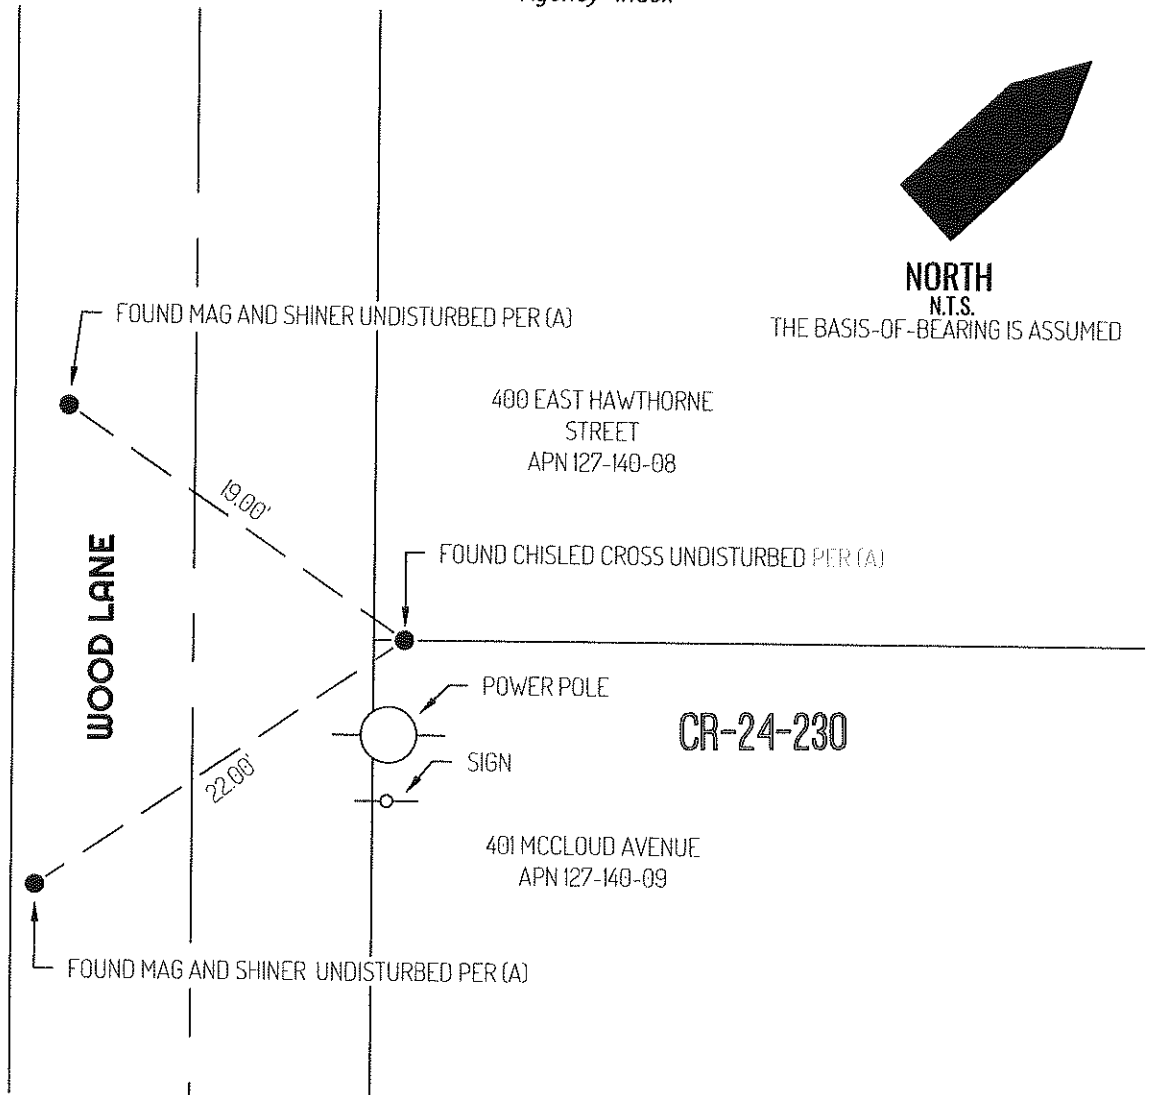 Agency Index
NORTH
N.T.S.
THE BASIS-OF-BEARING IS ASSUMED
FOUND MAG AND SHINER UNDISTURBED PER (A)
400 EAST HAWTHORNE
STREET
APN 127-140-08
19.00'
FOUND CHISLED CROSS UNDISTURBED PER (A)
WOOD LANE
POWER POLE
CR-24-230
SIGN
22.00'
401 MCCLOUD AVENUE
APN 127-140-09
FOUND MAG AND SHINER UNDISTURBED PER (A)